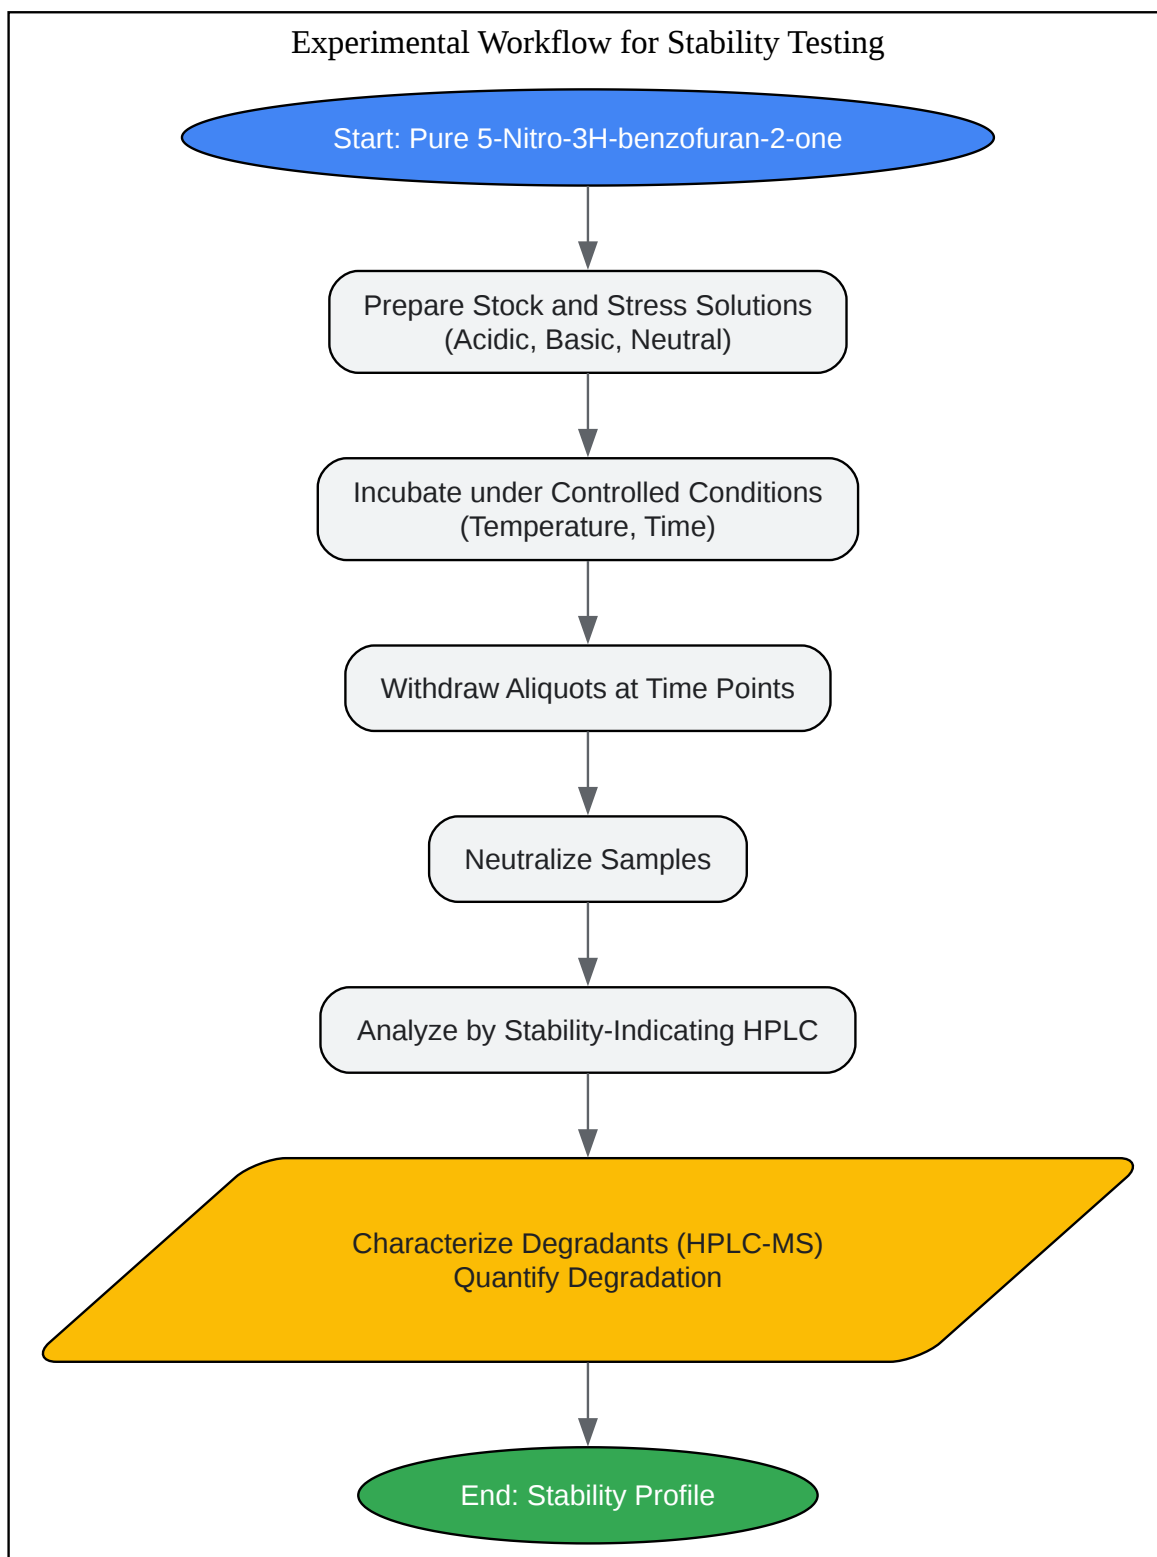 Experimental Workflow for Stability Testing
Start: Pure 5-Nitro-3H-benzofuran-2-one
Prepare Stock and Stress Solutions
(Acidic, Basic, Neutral)
Incubate under Controlled Conditions
(Temperature, Time)
Withdraw Aliquots at Time Points
Neutralize Samples
Analyze by Stability-Indicating HPLC
Characterize Degradants (HPLC-MS)
Quantify Degradation
End: Stability Profile